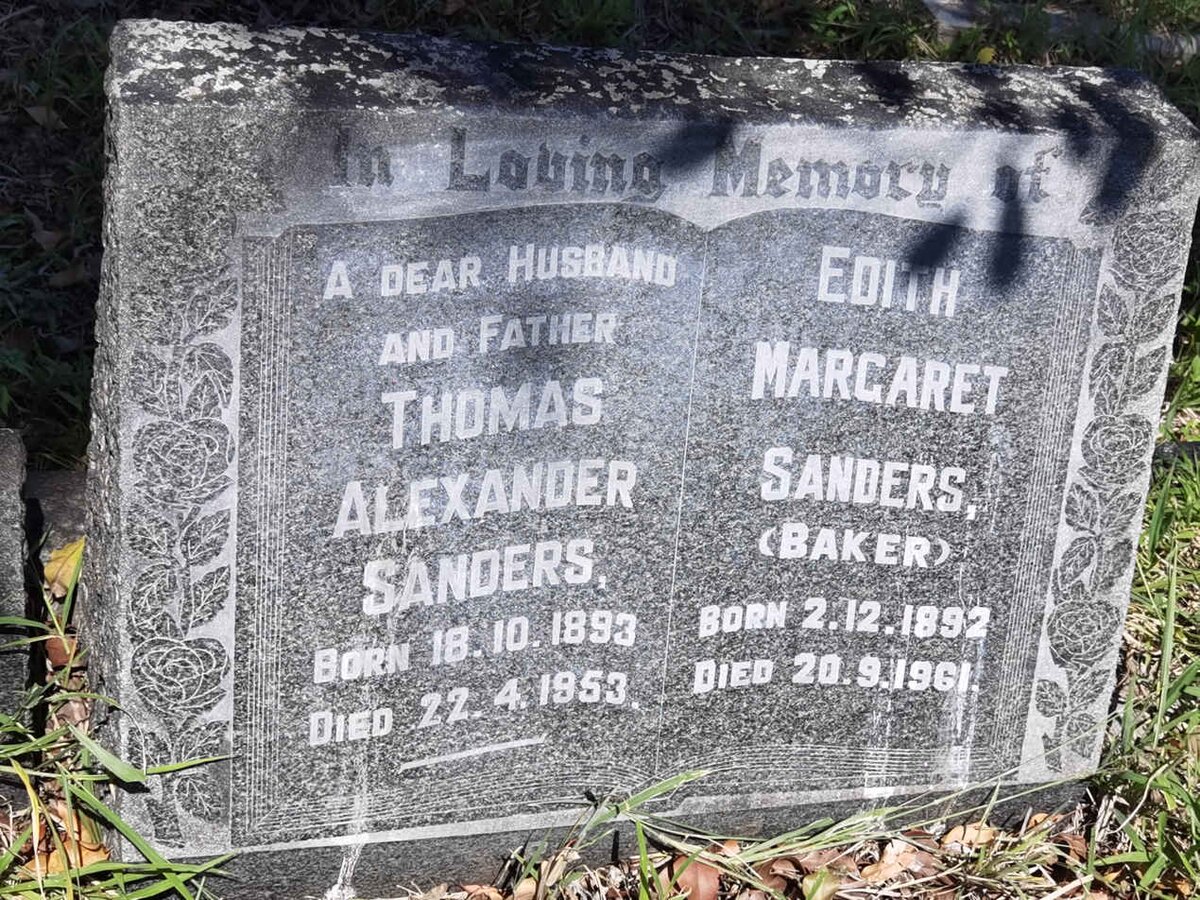 In Loving Memory of
A DEAR HUSBAND
AND FATHER
THOMAS
ALEXANDER
SANDERS.
BORN 18.10.1893
DIED 22.4.1953.
EDITH
MARGARET
SANDERS,
(BAKER)
BORN 2.12.1892
DIED 20.9.1961.